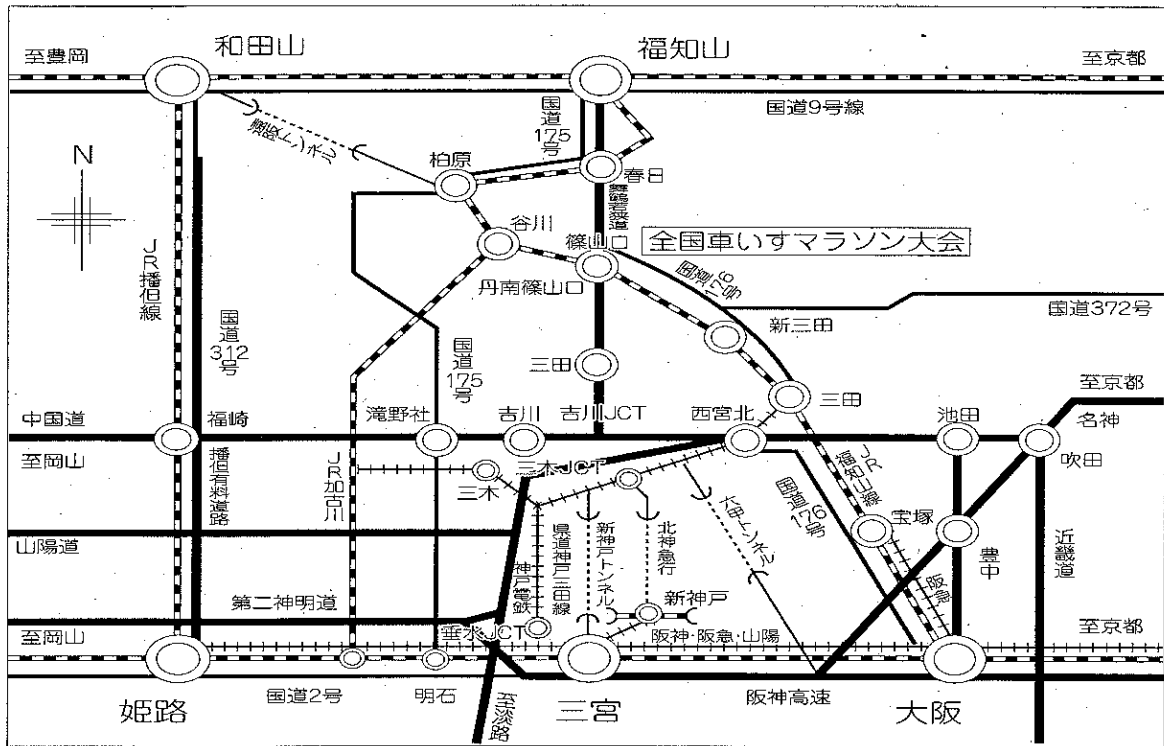 和田山
福知山
至豊岡
至京都
国道9号線
国道175号
遠阪トンネル
N
柏原
春日
舞鶴若狭道
谷川
篠山口
全国車いすマラソン大会
国道176号
丹南篠山口
国道372号
新三田
JR播但線
国道312号
国道175号
三田
三田
至京都
中国道
福崎
滝野社
吉川
吉川JCT
西宮北
池田
名神
至岡山
吹田
三木JCT
三木
播但有料道路
JR加古川
JR福知山線
国道176号
六甲トンネル
宝塚
山陽道
県道神戸三田線
新神戸トンネル
北神急行
神戸電鉄
豊中
近畿道
阪急
第二神明道
新神戸
垂水JCT
至岡山
阪神・阪急・山陽
至京都
国道2号
明石
至淡路
阪神高速
姫路
三宮
大阪